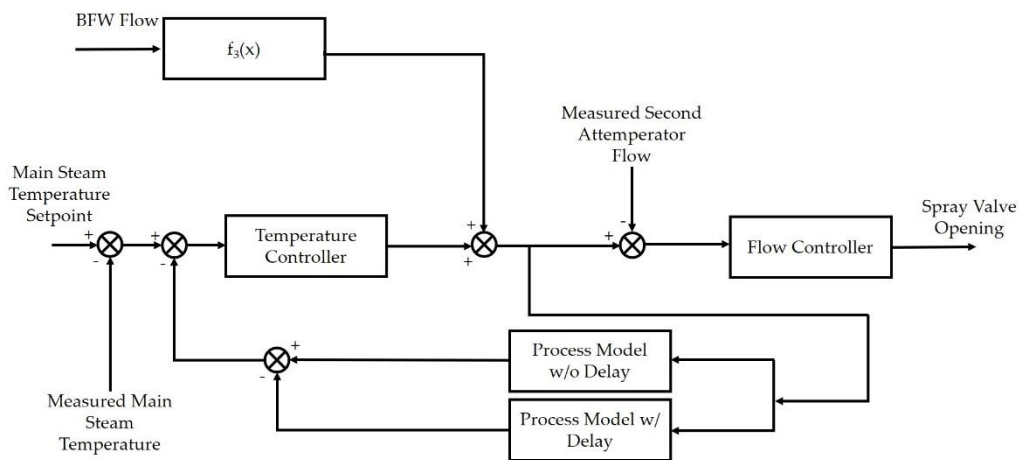 BFW Flow
f₃(x)
Measured Second
Attemperator
Flow
Main Steam
Temperature
Setpoint
Spray Valve
Opening
+
-
+
-
Temperature
Controller
+
+
-
+
Flow Controller
+
-
Process Model
w/o Delay
Process Model w/
Delay
Measured Main
Steam
Temperature